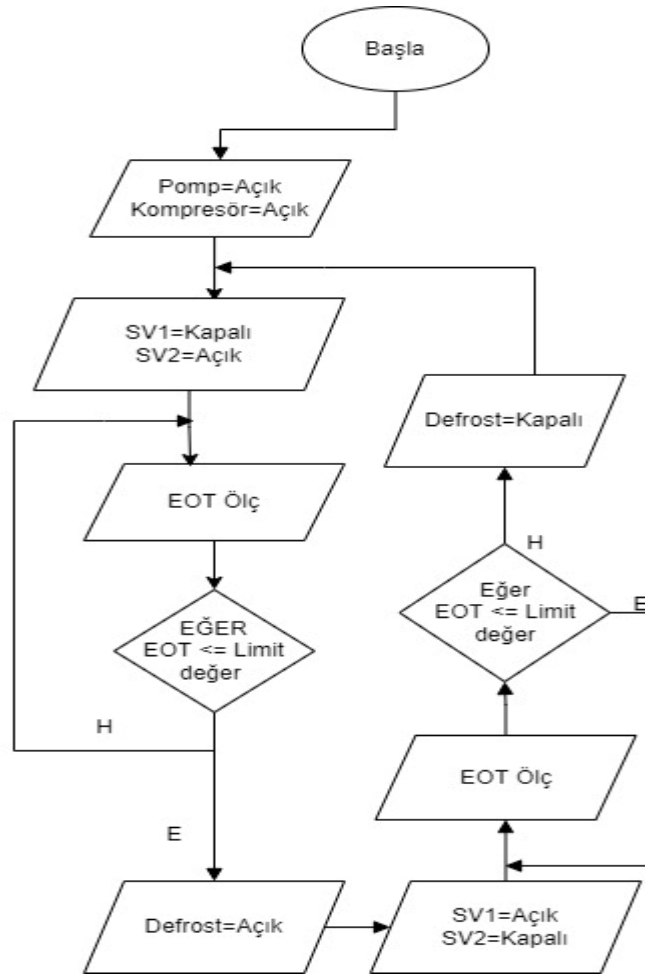 Başla
Pomp=Açık
Kompresör=Açık
SV1=Kapalı
SV2=Açık
EOT Ölç
EĞER
EOT <= Limit
değer
H
E
Defrost=Açık
SV1=Açık
SV2=Kapalı
EOT Ölç
Eğer
EOT <= Limit
değer
E
H
Defrost=Kapalı